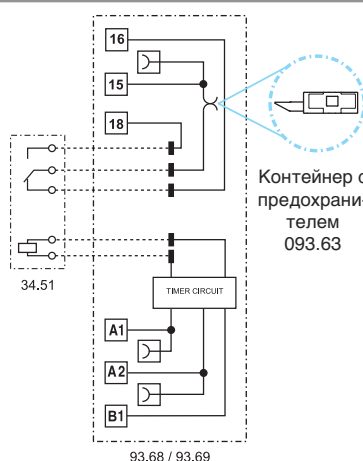 16
15
18
Контейнер с
предохрани-
телем
093.63
34.51
TIMER CIRCUIT
A1
A2
B1
93.68 / 93.69